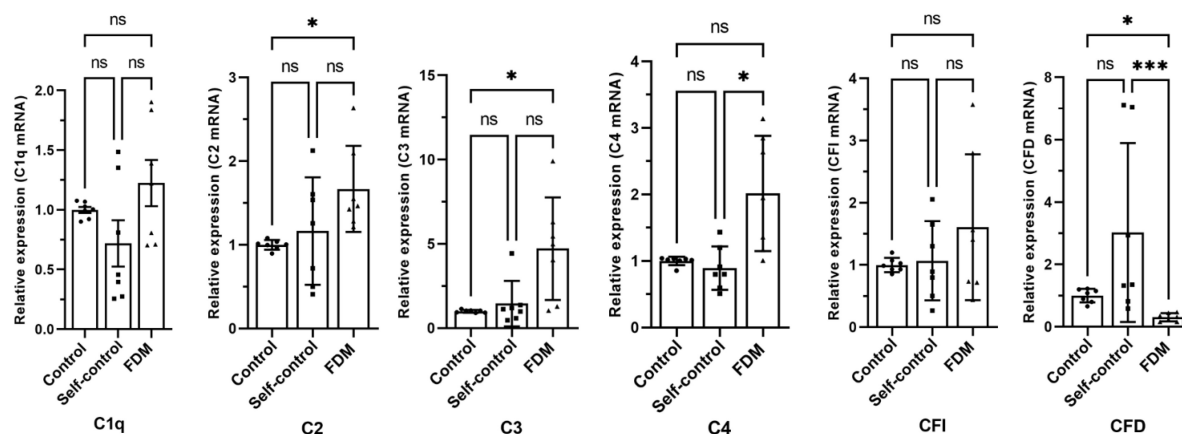 ns
ns
ns
Relative expression (C1q mRNA)
2.0
1.5
1.0
0.5
0.0
Control
Self-control
FDM
C1q
*
ns
ns
Relative expression (C2 mRNA)
3
2
1
0
Control
Self-control
FDM
C2
*
ns
ns
Relative expression (C3 mRNA)
15
10
5
0
Control
Self-control
FDM
C3
ns
ns
*
Relative expression (C4 mRNA)
4
3
2
1
0
Control
Self-control
FDM
C4
ns
ns
ns
Relative expression (CFI mRNA)
4
3
2
1
0
Control
Self-control
FDM
CFI
*
ns
***
Relative expression (CFD mRNA)
8
6
4
2
0
Control
Self-control
FDM
CFD